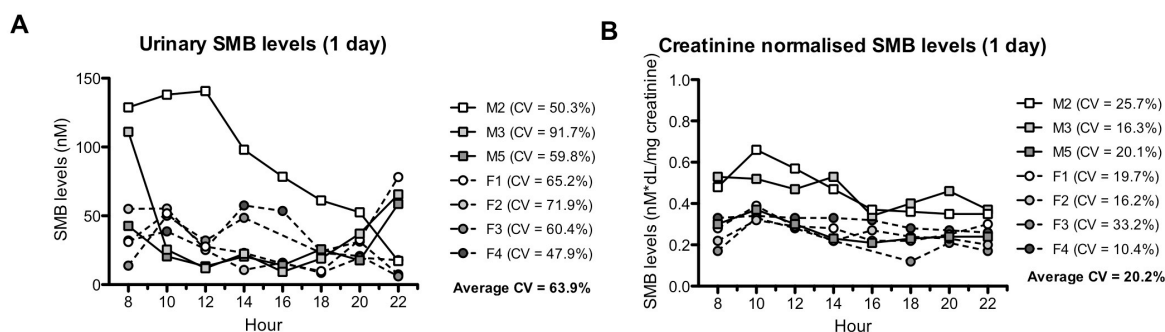 A
Urinary SMB levels (1 day)
SMB levels (nM)
150
100
50
0
8 10 12 14 16 18 20 22
Hour
M2 (CV = 50.3%)
M3 (CV = 91.7%)
M5 (CV = 59.8%)
F1 (CV = 65.2%)
F2 (CV = 71.9%)
F3 (CV = 60.4%)
F4 (CV = 47.9%)
Average CV = 63.9%
B
Creatinine normalised SMB levels (1 day)
SMB levels (nM*dL/mg creatinine)
1.0
0.8
0.6
0.4
0.2
0.0
8 10 12 14 16 18 20 22
Hour
M2 (CV = 25.7%)
M3 (CV = 16.3%)
M5 (CV = 20.1%)
F1 (CV = 19.7%)
F2 (CV = 16.2%)
F3 (CV = 33.2%)
F4 (CV = 10.4%)
Average CV = 20.2%